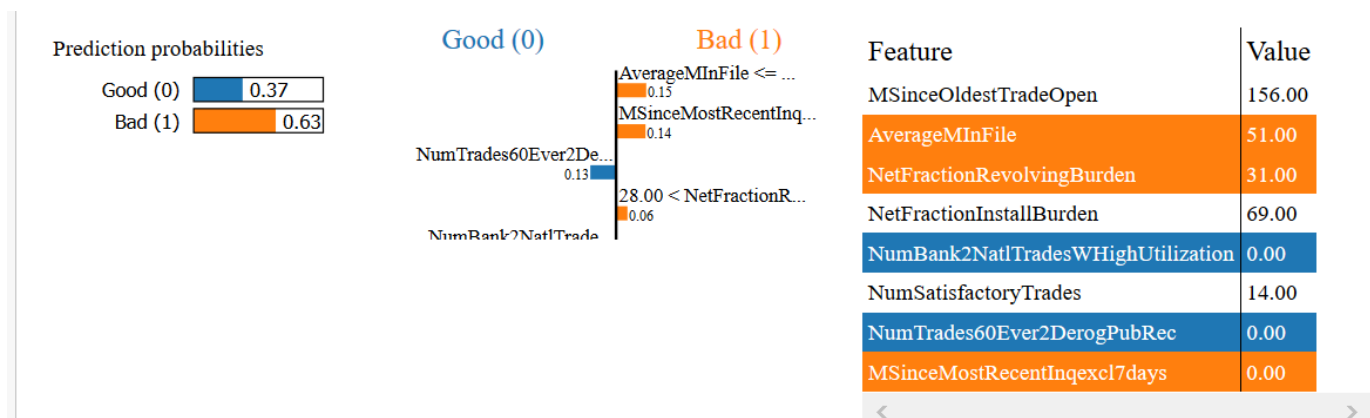 Prediction probabilities
Good (0) 0.37
Bad (1) 0.63
Good (0) Bad (1)
AverageMInFile <= ...
0.15
MSinceMostRecentInq...
0.14
NumTrades60Ever2De...
0.13
28.00 < NetFractionR...
0.06
NumBank2NatlTrade
Feature Value
MSinceOldestTradeOpen 156.00
AverageMInFile 51.00
NetFractionRevolvingBurden 31.00
NetFractionInstallBurden 69.00
NumBank2NatlTradesWHighUtilization 0.00
NumSatisfactoryTrades 14.00
NumTrades60Ever2DerogPubRec 0.00
MSinceMostRecentInqexcl7days 0.00